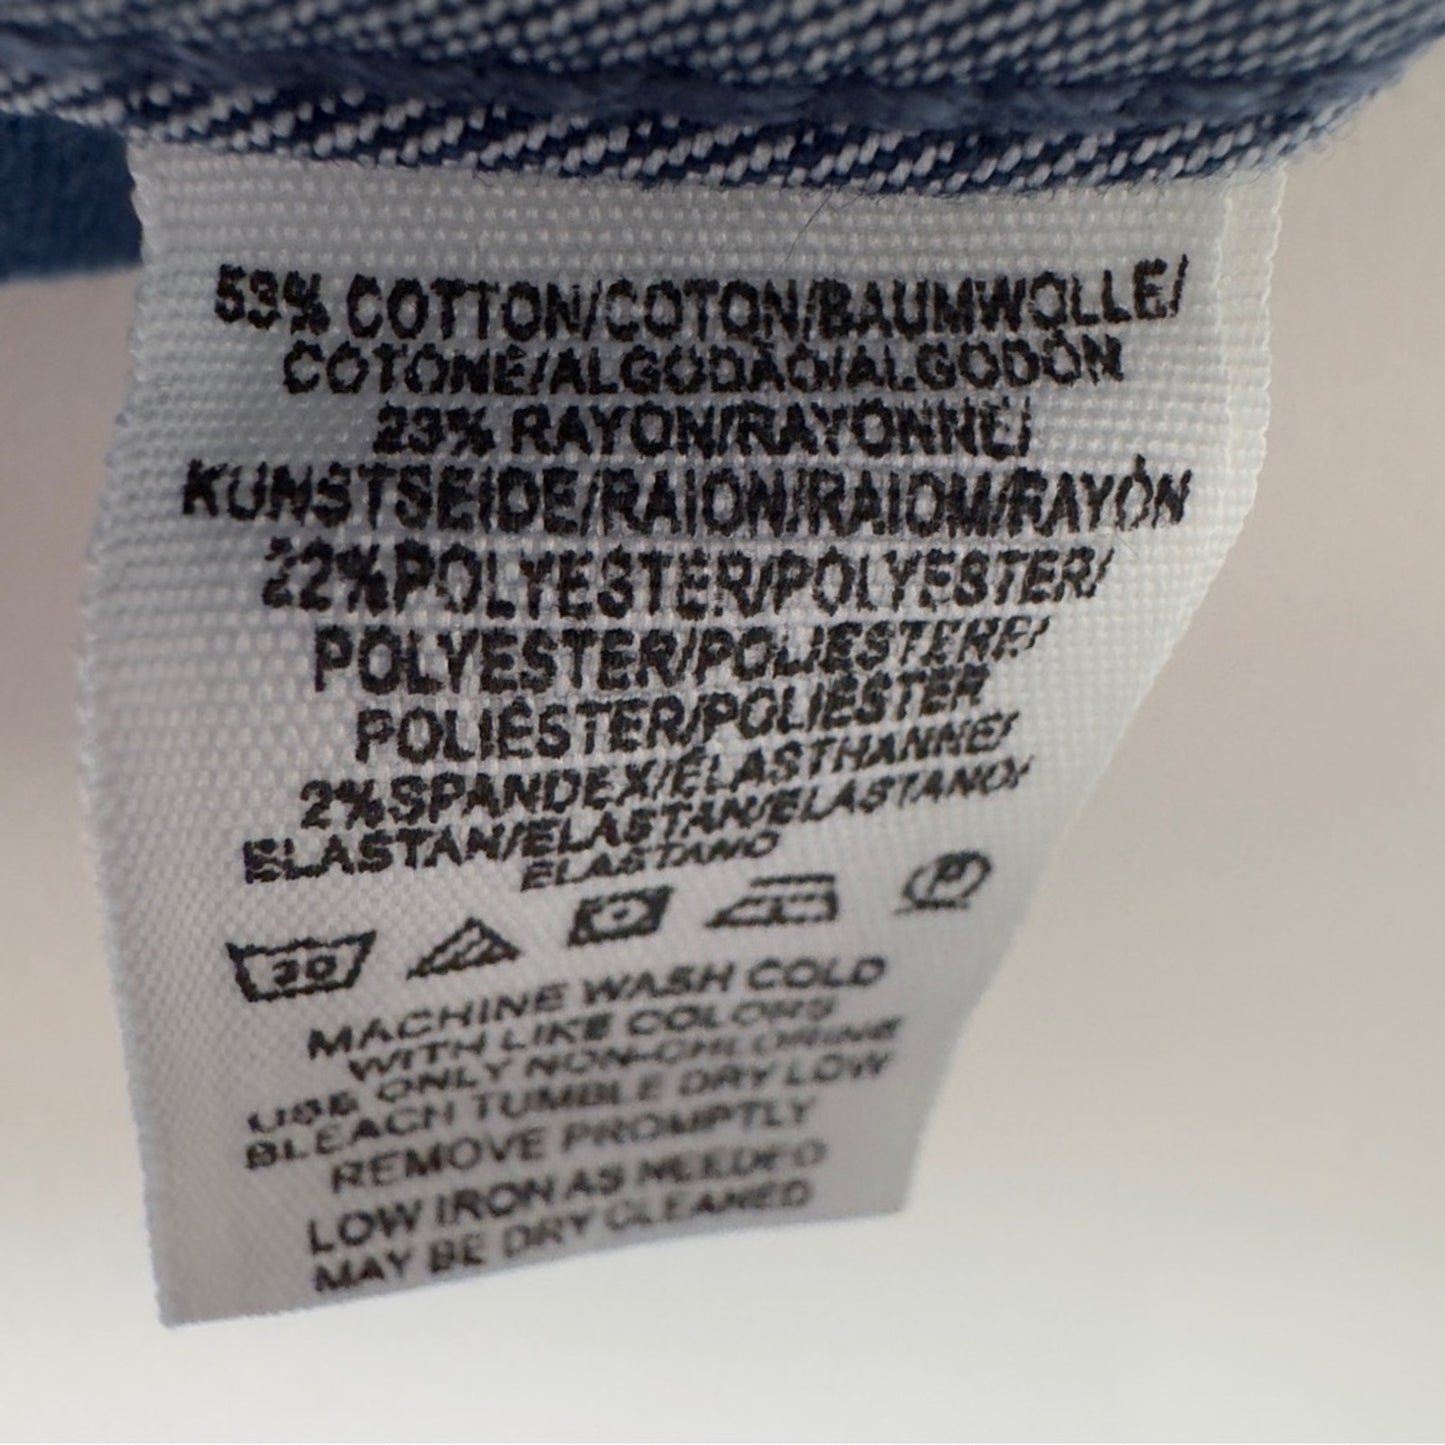 53% COTTON/COTON/BAUMWOLLE/
COTONE/ALGODÃO/ALGODÓN
23% RAYON/RAYONNE/
KUNSTSEIDE/RAION/RAIOM/RAYÓN
22%POLYESTER/POLYESTER/
POLYESTER/POLIESTERE/
POLIÉSTER/POLIÉSTER
2%SPANDEX/ÉLASTHANNE/
ELASTAN/ELASTAN/ELASTANO/
ELASTANO
30 P
MACHINE WASH COLD
WITH LIKE COLORS
USE ONLY NON-CHLORINE
BLEACH TUMBLE DRY LOW
REMOVE PROMPTLY
LOW IRON AS NEEDED
MAY BE DRY CLEANED